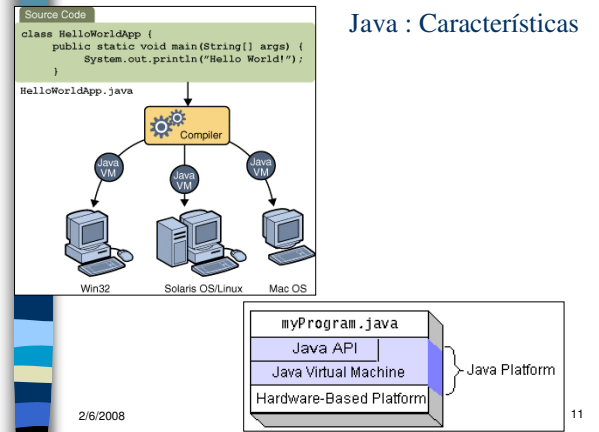 Java : Características
Source Code
class HelloWorldApp {
public static void main(String[] args) {
System.out.println("Hello World!");
}
HelloWorldApp.java
Compiler
Java VM
Java VM
Java VM
Win32
Solaris OS/Linux
Mac OS
myProgram.java
Java API
Java Virtual Machine
Hardware-Based Platform
Java Platform
2/6/2008
11